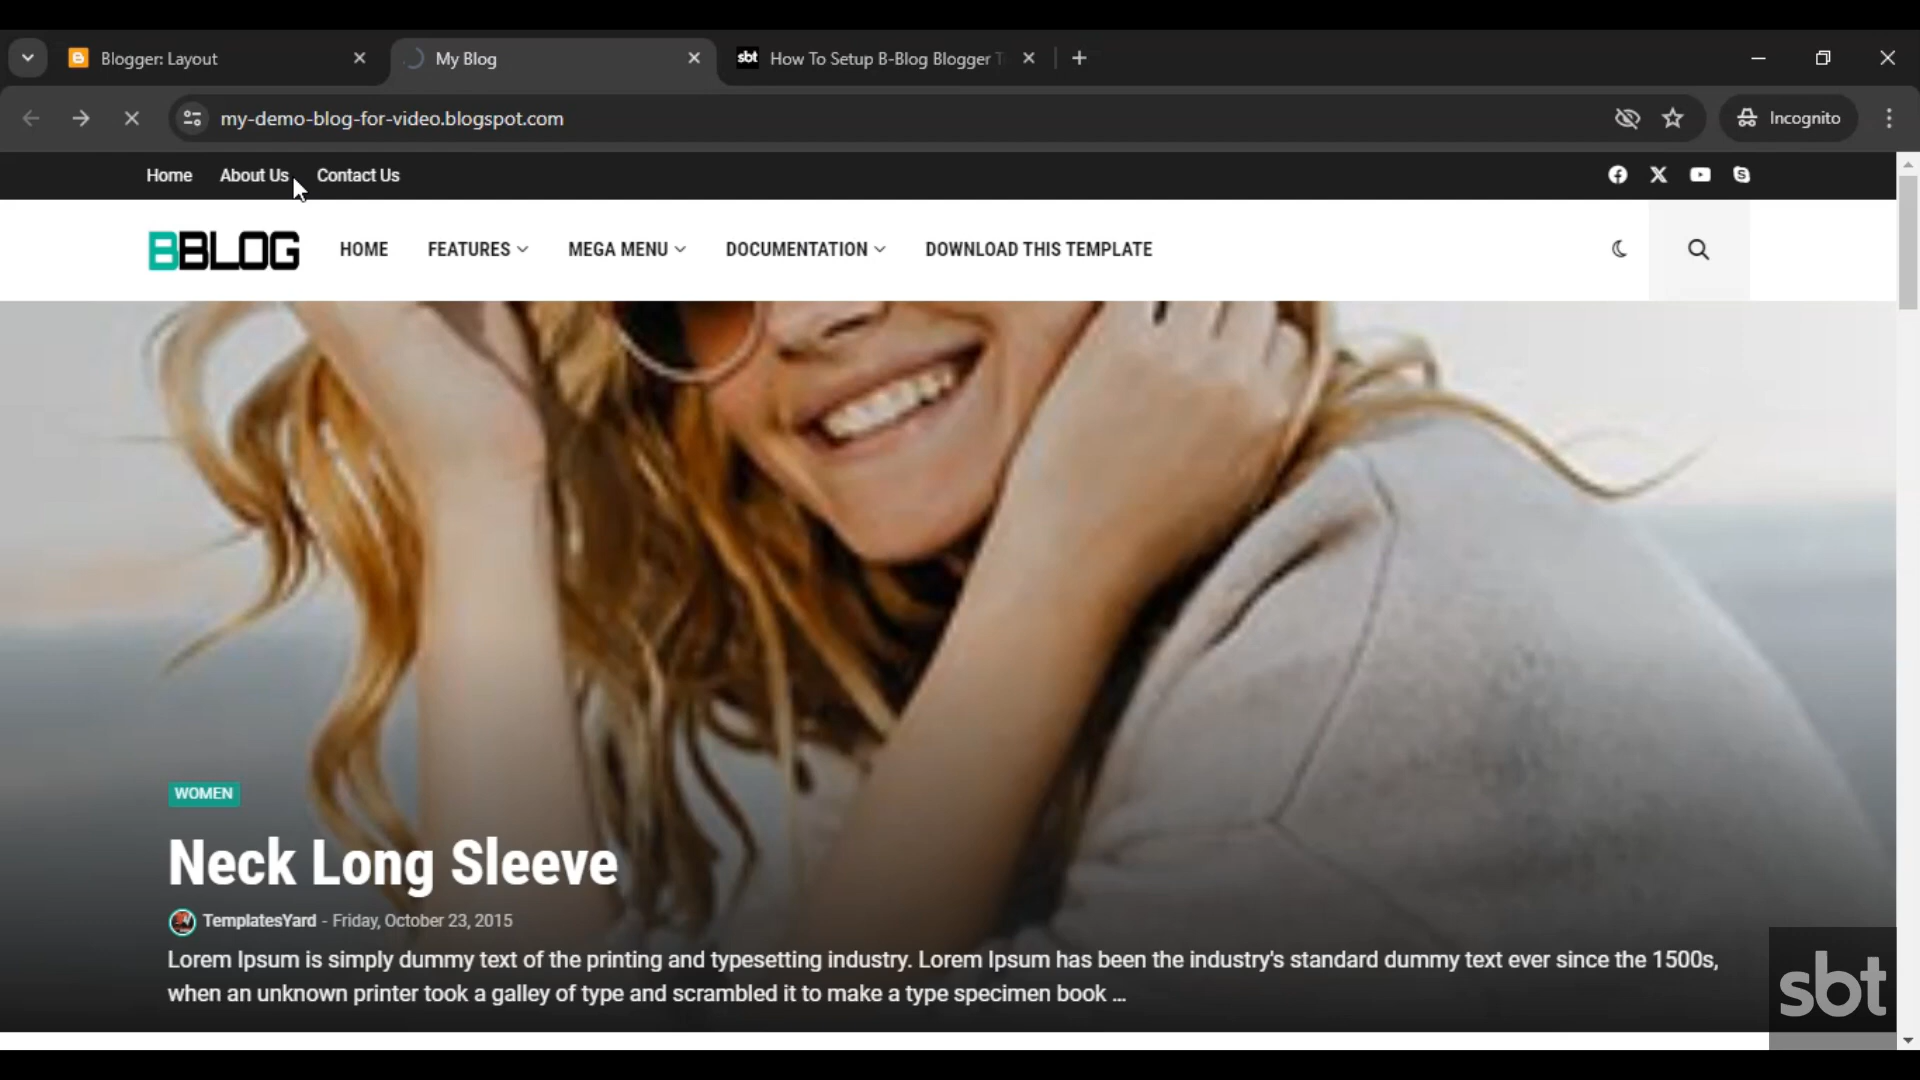 Blogger: Layout
My Blog
sbt How To Setup B-Blog Blogger T
my-demo-blog-for-video.blogspot.com
Incognito
Home About Us Contact Us
BBLOG HOME FEATURES MEGA MENU DOCUMENTATION DOWNLOAD THIS TEMPLATE
WOMEN
Neck Long Sleeve
TemplatesYard - Friday, October 23, 2015
Lorem Ipsum is simply dummy text of the printing and typesetting industry. Lorem Ipsum has been the industry's standard dummy text ever since the 1500s,
when an unknown printer took a galley of type and scrambled it to make a type specimen book ...
sbt